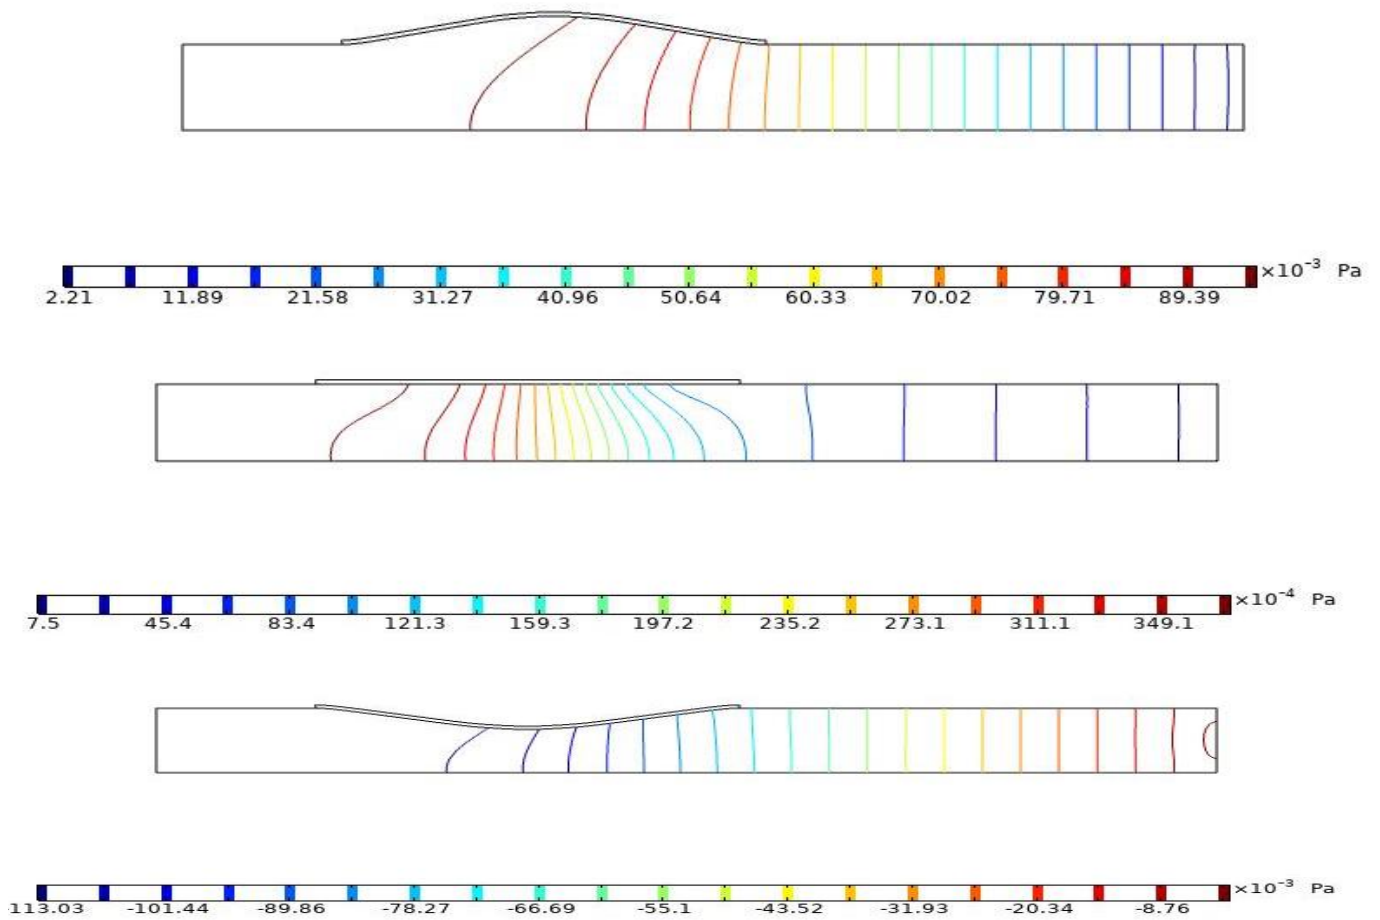 ×10⁻³ Pa
2.21 11.89 21.58 31.27 40.96 50.64 60.33 70.02 79.71 89.39
×10⁻⁴ Pa
7.5 45.4 83.4 121.3 159.3 197.2 235.2 273.1 311.1 349.1
×10⁻³ Pa
-113.03 -101.44 -89.86 -78.27 -66.69 -55.1 -43.52 -31.93 -20.34 -8.76